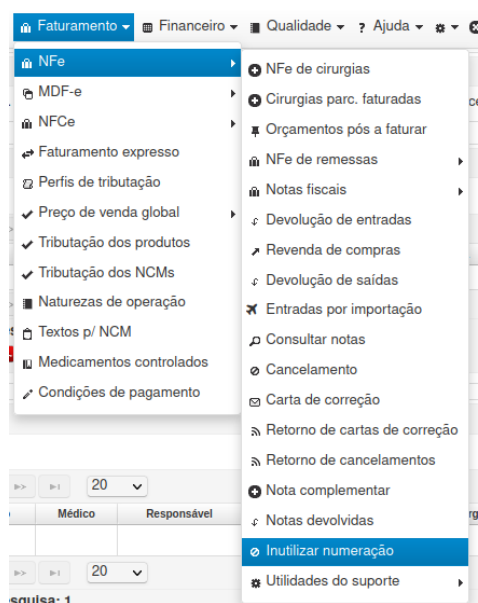 Faturamento Financeiro Qualidade ? Ajuda
NFe
MDF-e
NFCe
Faturamento expresso
Perfis de tributação
Preço de venda global
Tributação dos produtos
Tributação dos NCMs
Naturezas de operação
Textos p/ NCM
Medicamentos controlados
Condições de pagamento
NFe de cirurgias
Cirurgias parc. faturadas
Orçamentos pós a faturar
NFe de remessas
Notas fiscais
Devolução de entradas
Revenda de compras
Devolução de saídas
Entradas por importação
Consultar notas
Cancelamento
Carta de correção
Retorno de cartas de correção
Retorno de cancelamentos
Nota complementar
Notas devolvidas
Inutilizar numeração
Utilidades do suporte
20
Médico Responsável
20
esquisa: 1